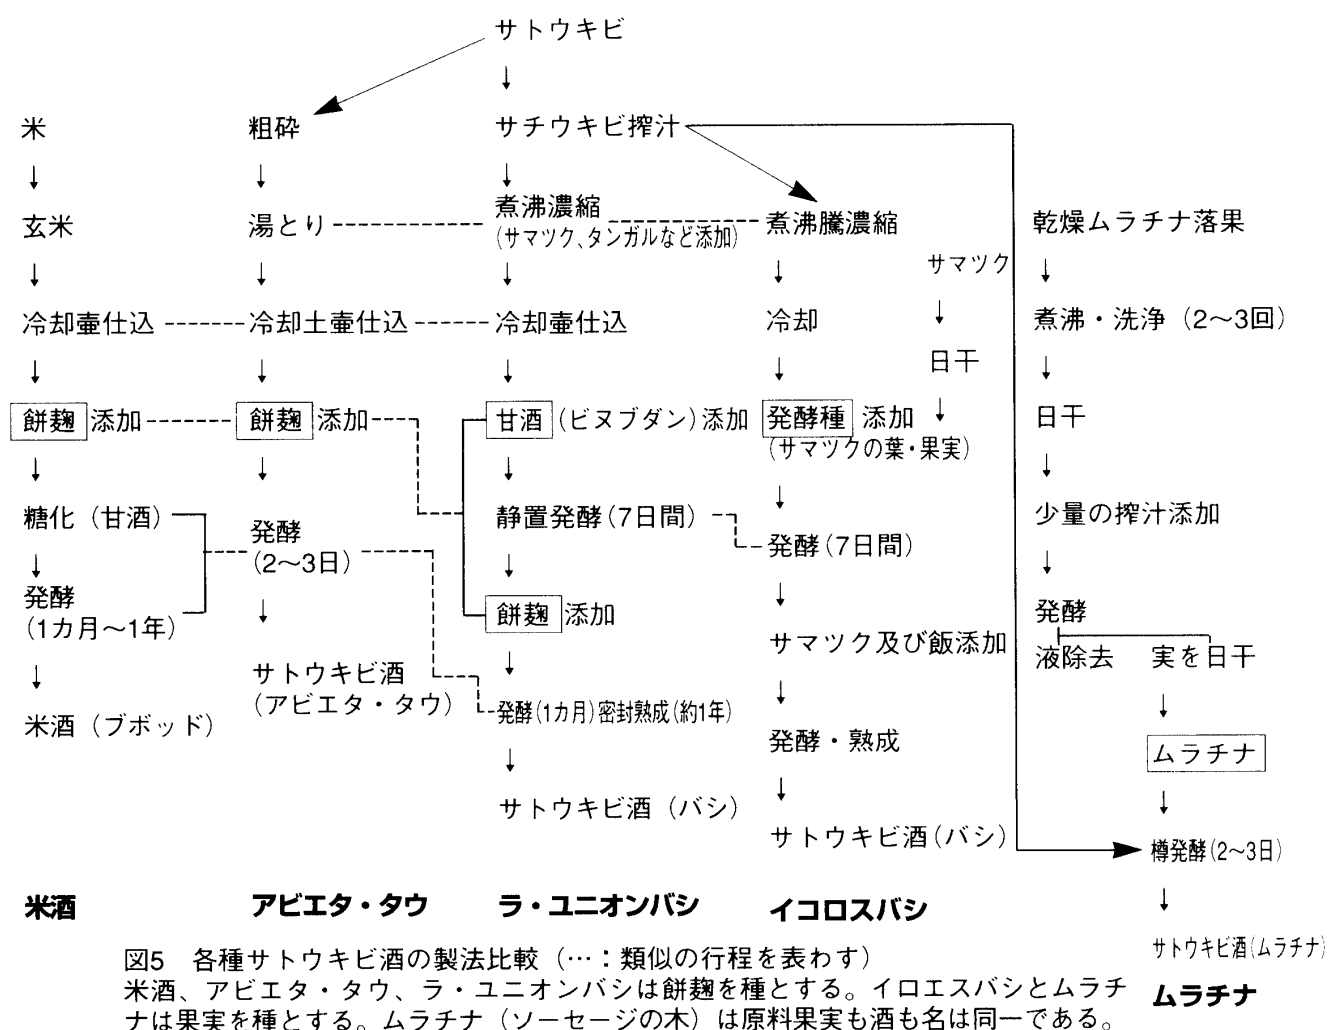 サトウキビ
米
粗砕
サチウキビ搾汁
玄米
湯とり
煮沸濃縮
(サマツク、タンガルなど添加)
煮沸騰濃縮
乾燥ムラチナ落果
サマツク
冷却壷仕込
冷却土壷仕込
冷却壷仕込
冷却
煮沸・洗浄（2〜3回）
日干
餅麹 添加
餅麹 添加
甘酒 (ビヌブダン) 添加
発酵種 添加
(サマツクの葉・果実)
日干
糖化（甘酒）
発酵
(2〜3日)
静置発酵 (7日間)
発酵 (7日間)
少量の搾汁添加
発酵
(1カ月〜1年)
餅麹 添加
発酵
サマツク及び飯添加
液除去
実を日干
サトウキビ酒
(アビエタ・タウ)
米酒（ブボッド）
発酵(1カ月)密封熟成(約1年)
発酵・熟成
ムラチナ
サトウキビ酒（バシ）
サトウキビ酒(バシ)
樽発酵(2〜3日)
米酒
アビエタ・タウ
ラ・ユニオンバシ
イコロスバシ
サトウキビ酒(ムラチナ)
ムラチナ
図5　各種サトウキビ酒の製法比較（…：類似の行程を表わす）
米酒、アビエタ・タウ、ラ・ユニオンバシは餅麹を種とする。イロエスバシとムラチ
ナは果実を種とする。ムラチナ（ソーセージの木）は原料果実も酒も名は同一である。